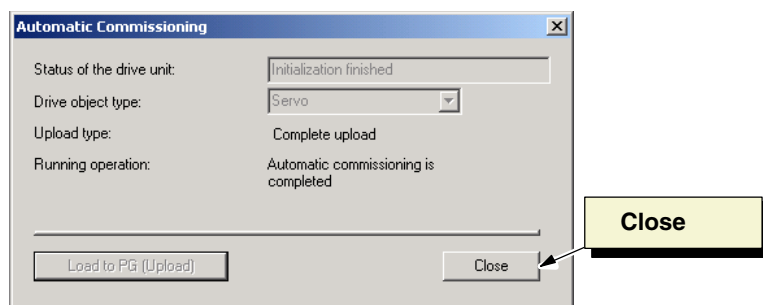 Automatic Commissioning
Status of the drive unit: Initialization finished
Drive object type: Servo
Upload type: Complete upload
Running operation: Automatic commissioning is
completed
Close
Load to PG (Upload) Close